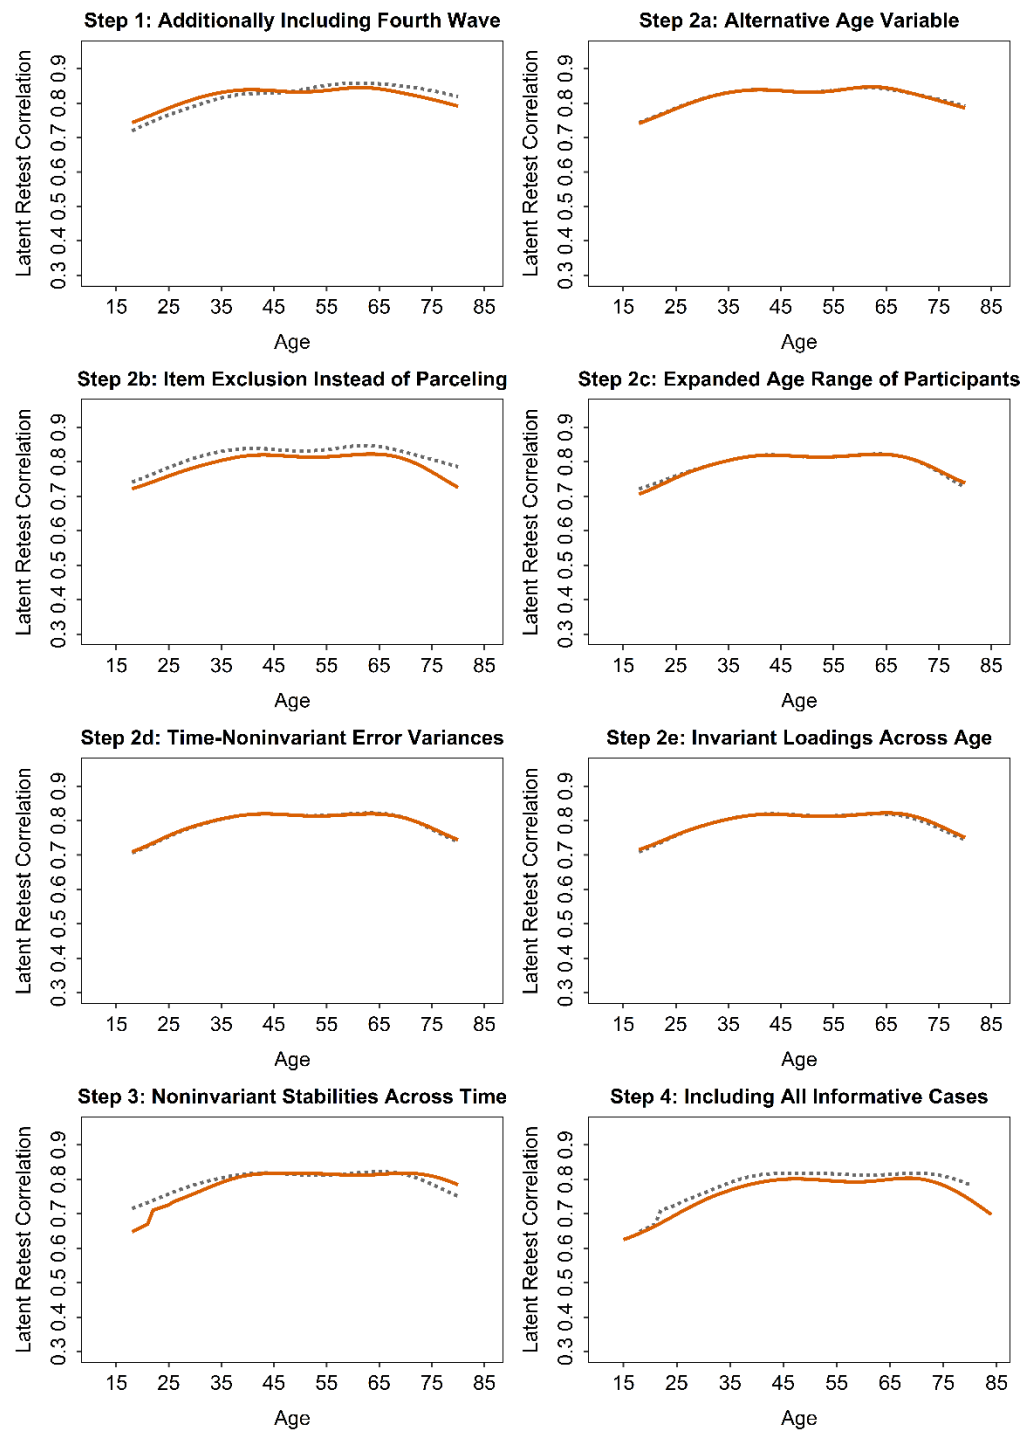 Step 1: Additionally Including Fourth Wave
Latent Retest Correlation
0.3 0.4 0.5 0.6 0.7 0.8 0.9
15 25 35 45 55 65 75 85
Age
Step 2a: Alternative Age Variable
Latent Retest Correlation
0.3 0.4 0.5 0.6 0.7 0.8 0.9
15 25 35 45 55 65 75 85
Age
Step 2b: Item Exclusion Instead of Parceling
Latent Retest Correlation
0.3 0.4 0.5 0.6 0.7 0.8 0.9
15 25 35 45 55 65 75 85
Age
Step 2c: Expanded Age Range of Participants
Latent Retest Correlation
0.3 0.4 0.5 0.6 0.7 0.8 0.9
15 25 35 45 55 65 75 85
Age
Step 2d: Time-Noninvariant Error Variances
Latent Retest Correlation
0.3 0.4 0.5 0.6 0.7 0.8 0.9
15 25 35 45 55 65 75 85
Age
Step 2e: Invariant Loadings Across Age
Latent Retest Correlation
0.3 0.4 0.5 0.6 0.7 0.8 0.9
15 25 35 45 55 65 75 85
Age
Step 3: Noninvariant Stabilities Across Time
Latent Retest Correlation
0.3 0.4 0.5 0.6 0.7 0.8 0.9
15 25 35 45 55 65 75 85
Age
Step 4: Including All Informative Cases
Latent Retest Correlation
0.3 0.4 0.5 0.6 0.7 0.8 0.9
15 25 35 45 55 65 75 85
Age